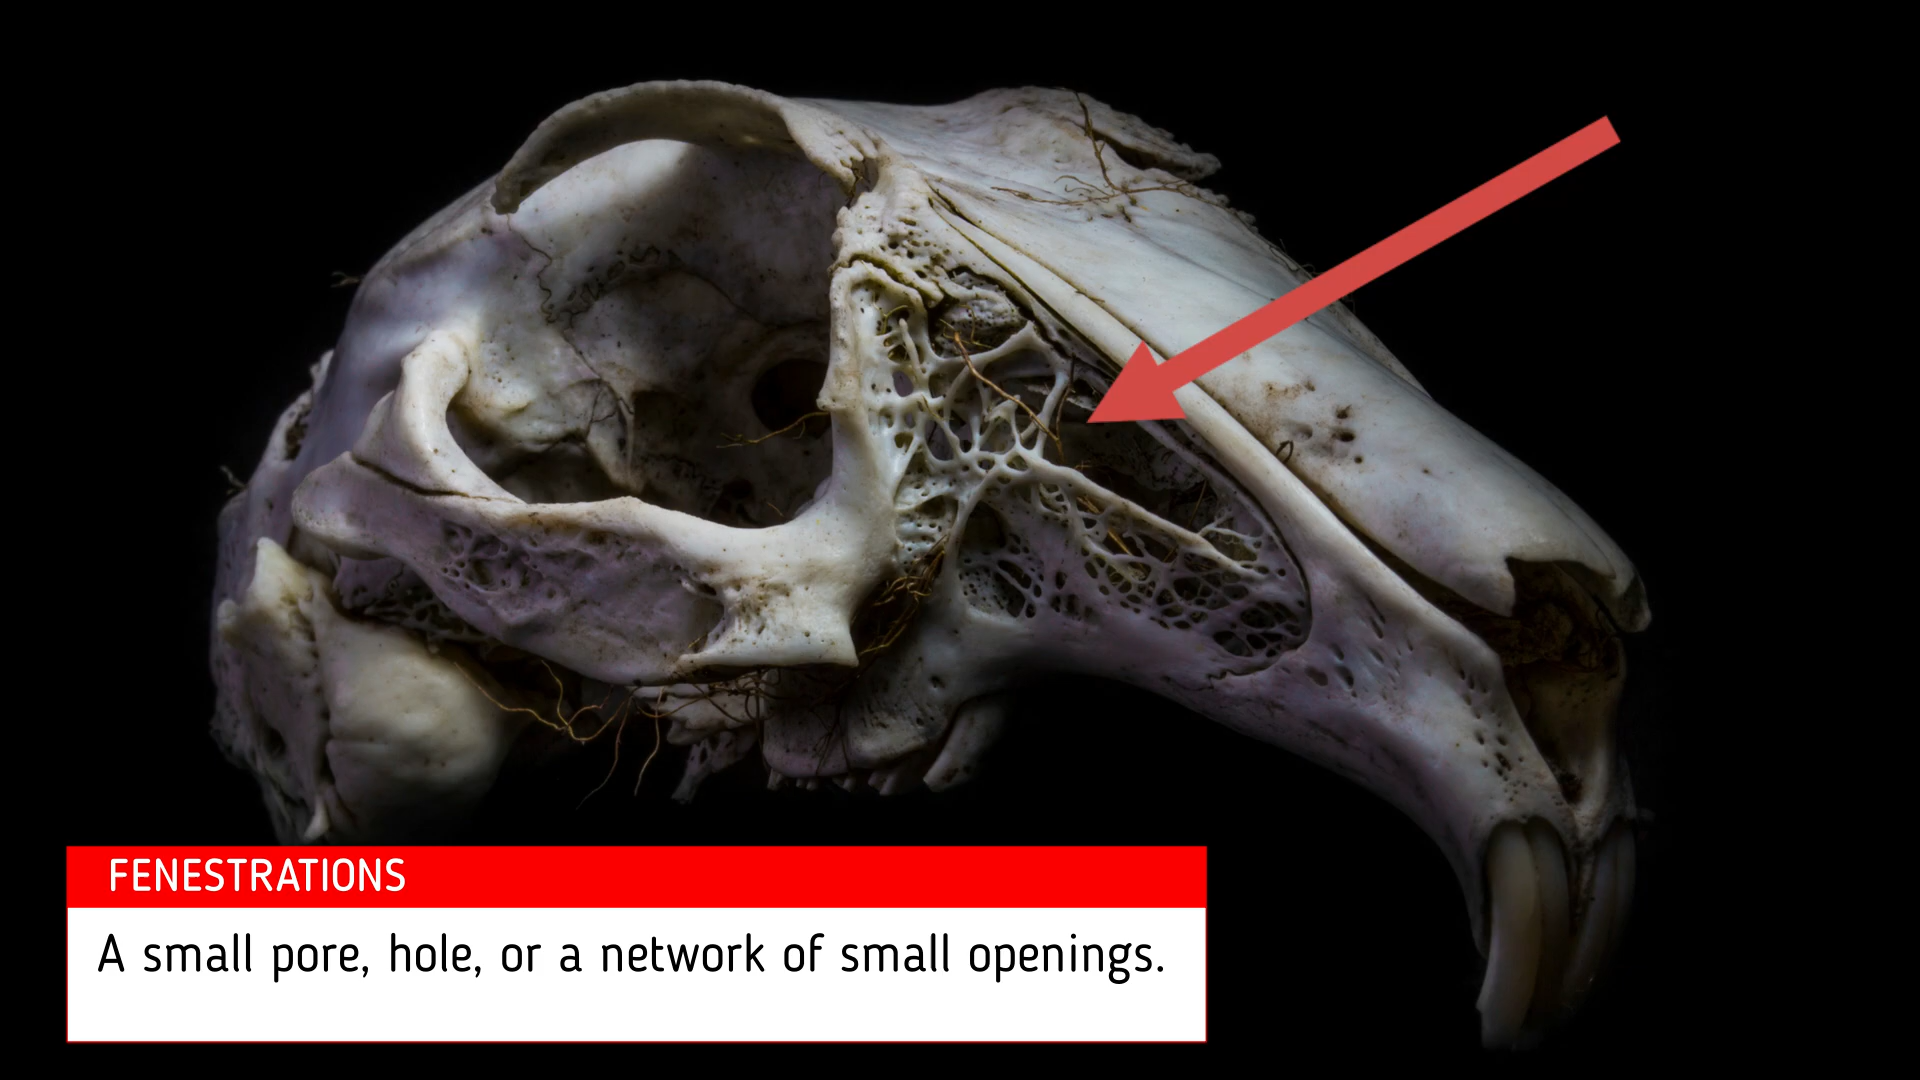 FENESTRATIONS
A small pore, hole, or a network of small openings.